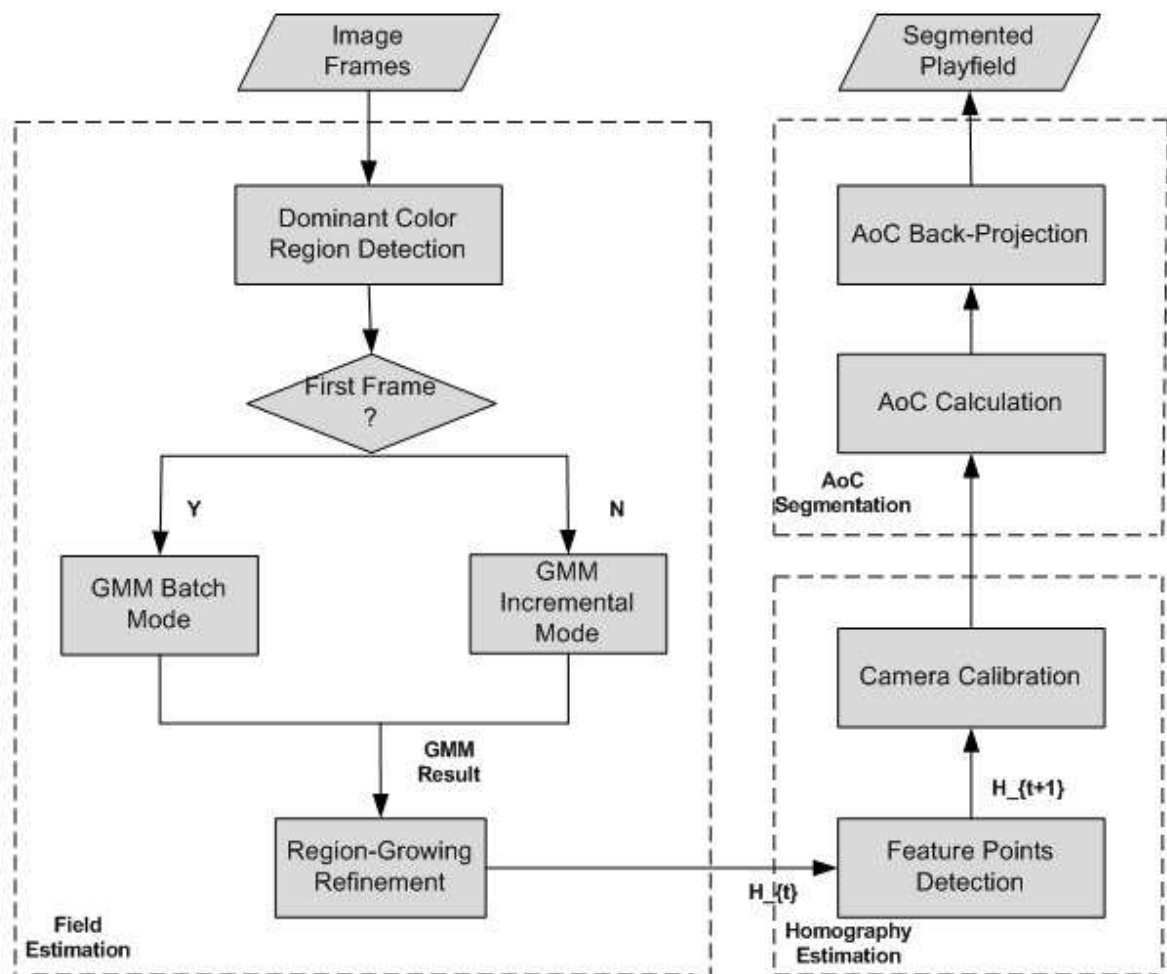 Image
Frames
Dominant Color
Region Detection
First Frame
?
Y
N
GMM Batch
Mode
GMM
Incremental
Mode
GMM
Result
Region-Growing
Refinement
Field
Estimation
H_{t}
Feature Points
Detection
Homography
Estimation
H_{t+1}
Camera Calibration
AoC Calculation
AoC
Segmentation
AoC Back-Projection
Segmented
Playfield